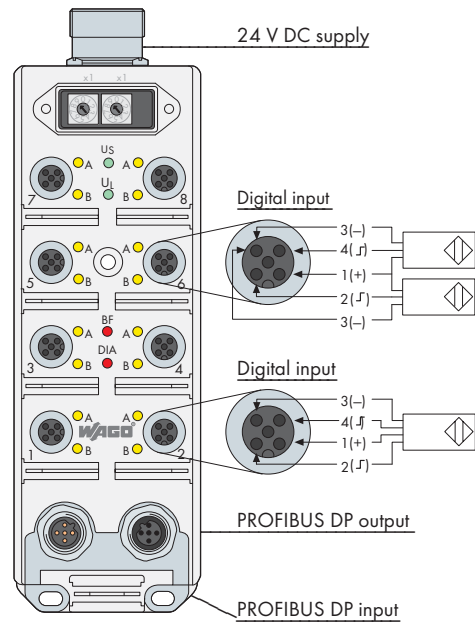 24 V DC supply
x1 x1
US
A A
7 B UL B 8
Digital input
3(–)
4(⎍)
1(+)
2(⎍)
3(–)
A A
5 B B 6
BF
A A
DIA
3 B B 4
Digital input
3(–)
4(⎍)
1(+)
2(⎍)
A A
WAGO®
1 B B 2
PROFIBUS DP output
PROFIBUS DP input